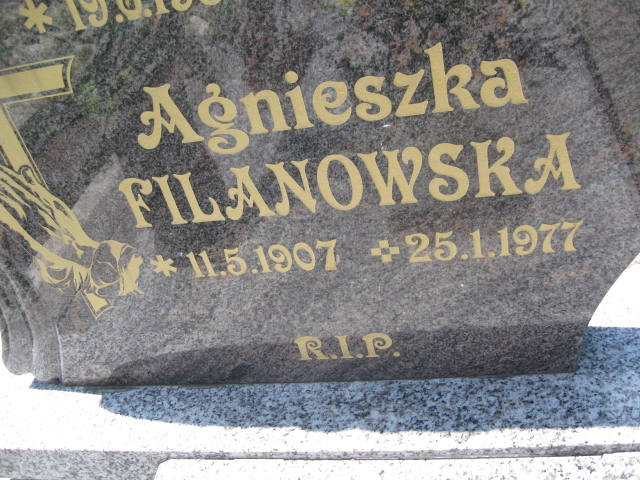 Agnieszka
FILANOWSKA
* 11.5.1907 ✣ 25.1.1977
R.I.P.